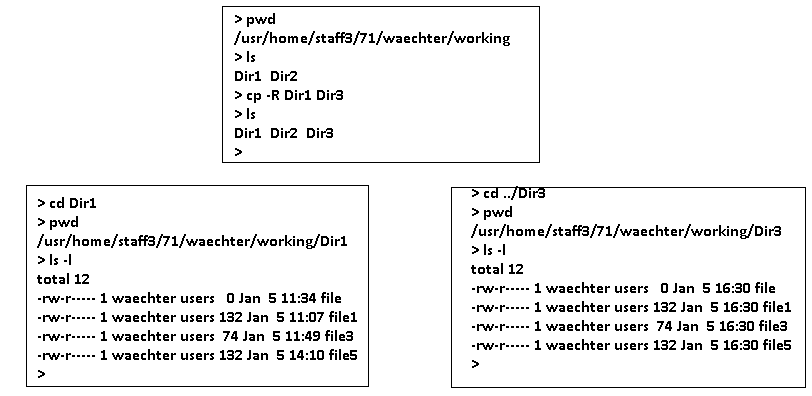 > pwd
/usr/home/staff3/71/waechter/working
> ls
Dir1  Dir2
> cp -R Dir1 Dir3
> ls
Dir1  Dir2  Dir3
>
> cd Dir1
> pwd
/usr/home/staff3/71/waechter/working/Dir1
> ls -l
total 12
-rw-r----- 1 waechter users   0 Jan  5 11:34 file
-rw-r----- 1 waechter users 132 Jan  5 11:07 file1
-rw-r----- 1 waechter users  74 Jan  5 11:49 file3
-rw-r----- 1 waechter users 132 Jan  5 14:10 file5
>
> cd ../Dir3
> pwd
/usr/home/staff3/71/waechter/working/Dir3
> ls -l
total 12
-rw-r----- 1 waechter users   0 Jan  5 16:30 file
-rw-r----- 1 waechter users 132 Jan  5 16:30 file1
-rw-r----- 1 waechter users  74 Jan  5 16:30 file3
-rw-r----- 1 waechter users 132 Jan  5 16:30 file5
>